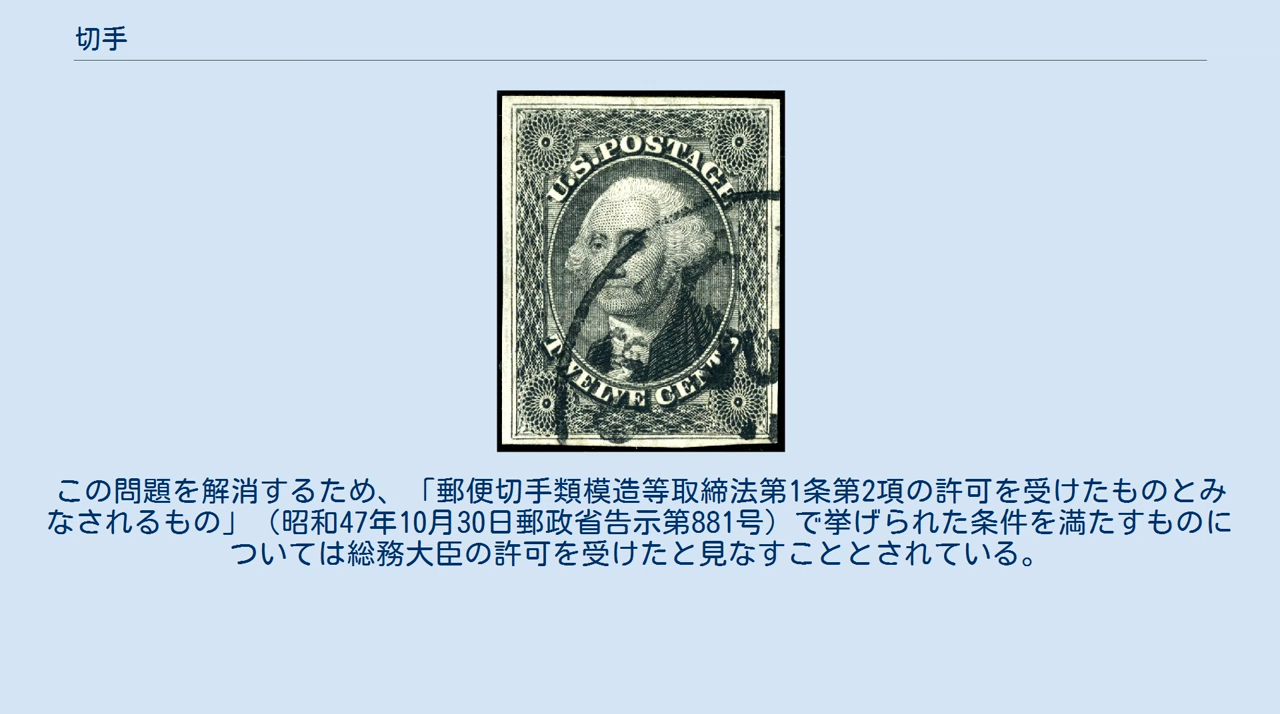 切手
U.S.POSTAGE
TWELVE CENTS
この問題を解消するため、「郵便切手類模造等取締法第1条第2項の許可を受けたものとみ
なされるもの」（昭和47年10月30日郵政省告示第881号）で挙げられた条件を満たすものに
ついては総務大臣の許可を受けたと見なすこととされている。